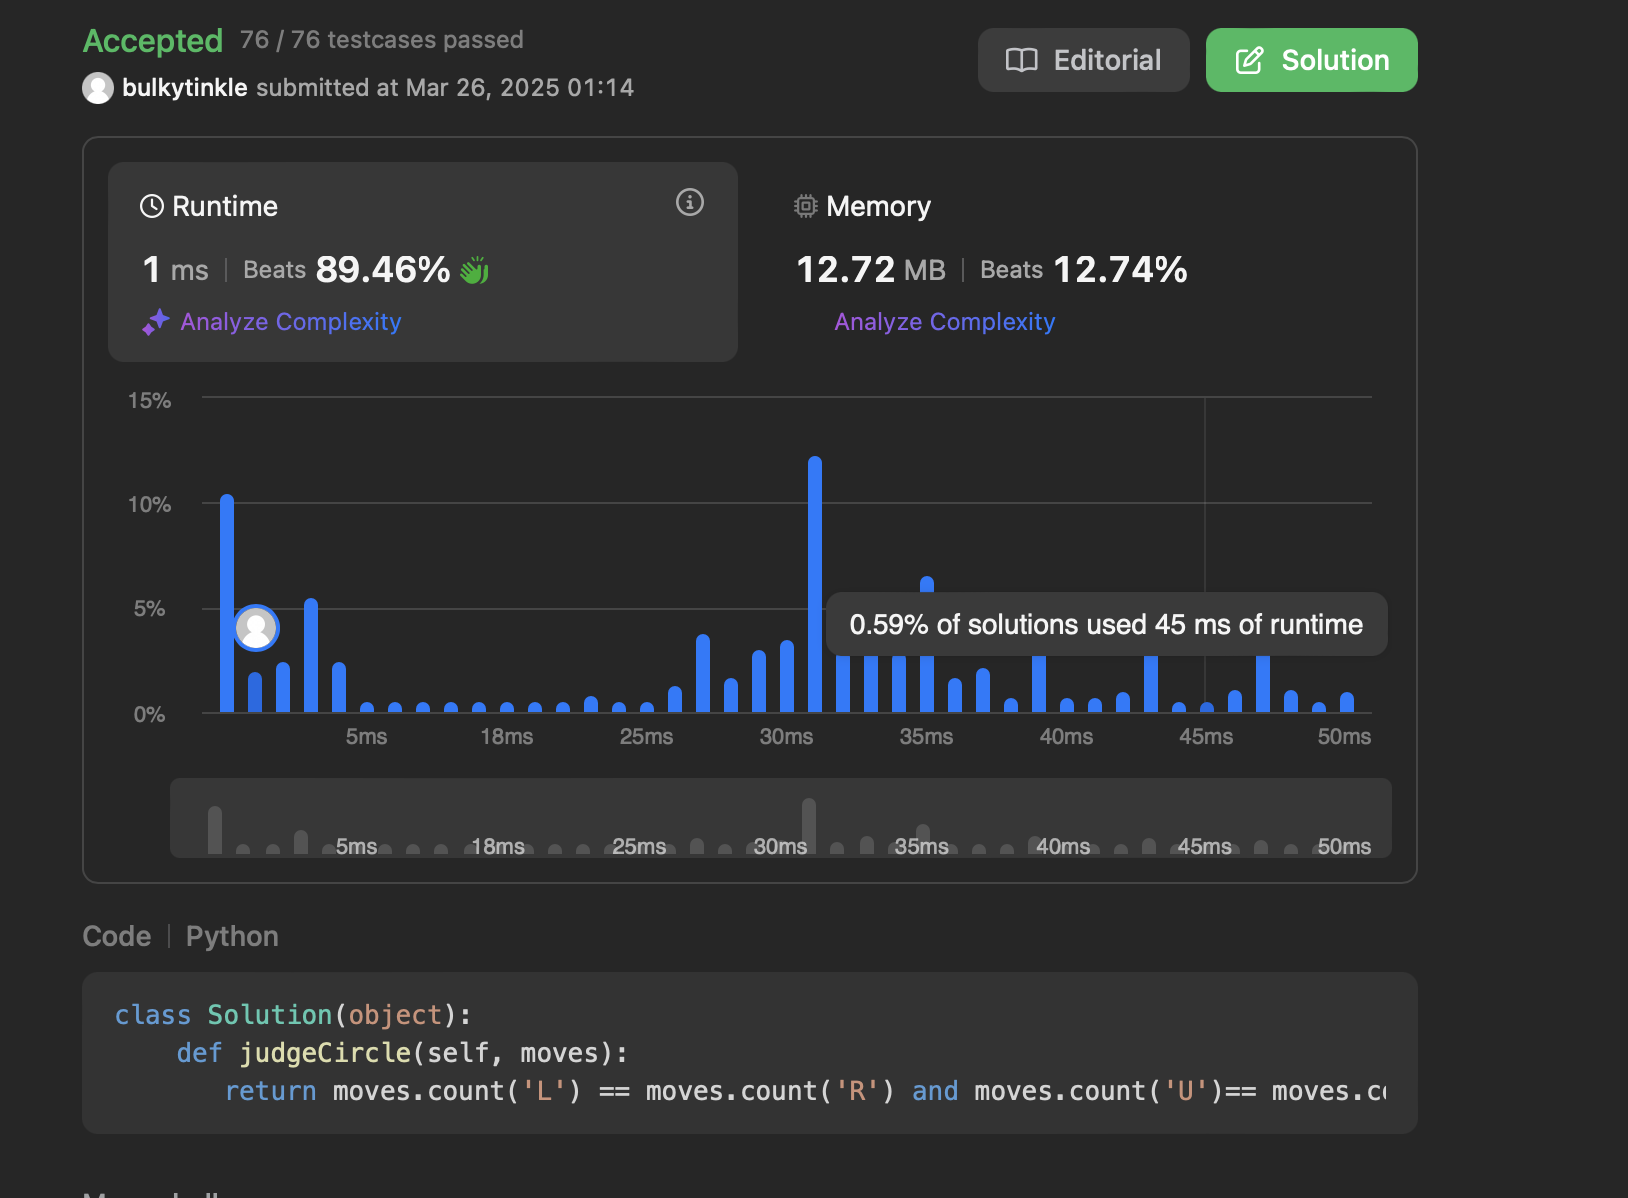 Accepted 76 / 76 testcases passed
bulkytinkle submitted at Mar 26, 2025 01:14
Editorial
Solution
Runtime
1 ms | Beats 89.46%
Analyze Complexity
Memory
12.72 MB | Beats 12.74%
Analyze Complexity
15%
10%
5%
0%
0.59% of solutions used 45 ms of runtime
5ms 18ms 25ms 30ms 35ms 40ms 45ms 50ms
5ms 18ms 25ms 30ms 35ms 40ms 45ms 50ms
Code | Python
class Solution(object):
    def judgeCircle(self, moves):
       return moves.count('L') == moves.count('R') and moves.count('U')== moves.c